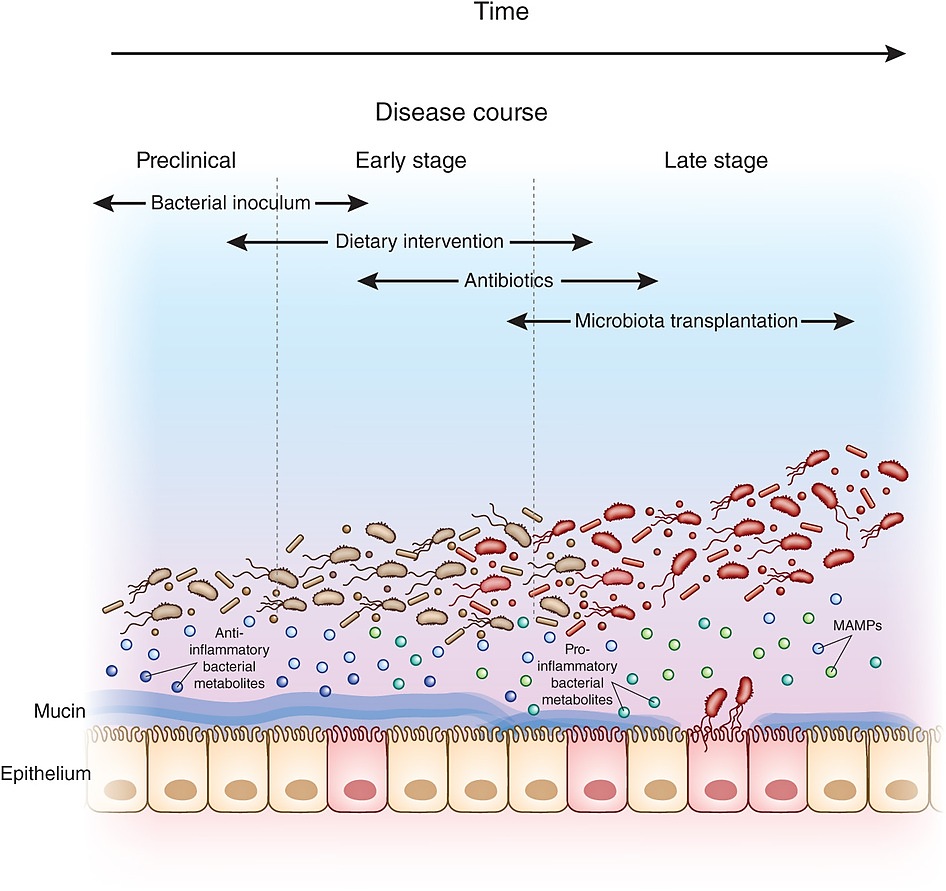 Time
Disease course
Preclinical
Early stage
Late stage
Bacterial inoculum
Dietary intervention
Antibiotics
Microbiota transplantation
Anti-
inflammatory
bacterial
metabolites
Pro-
inflammatory
bacterial
metabolites
MAMPs
Mucin
Epithelium